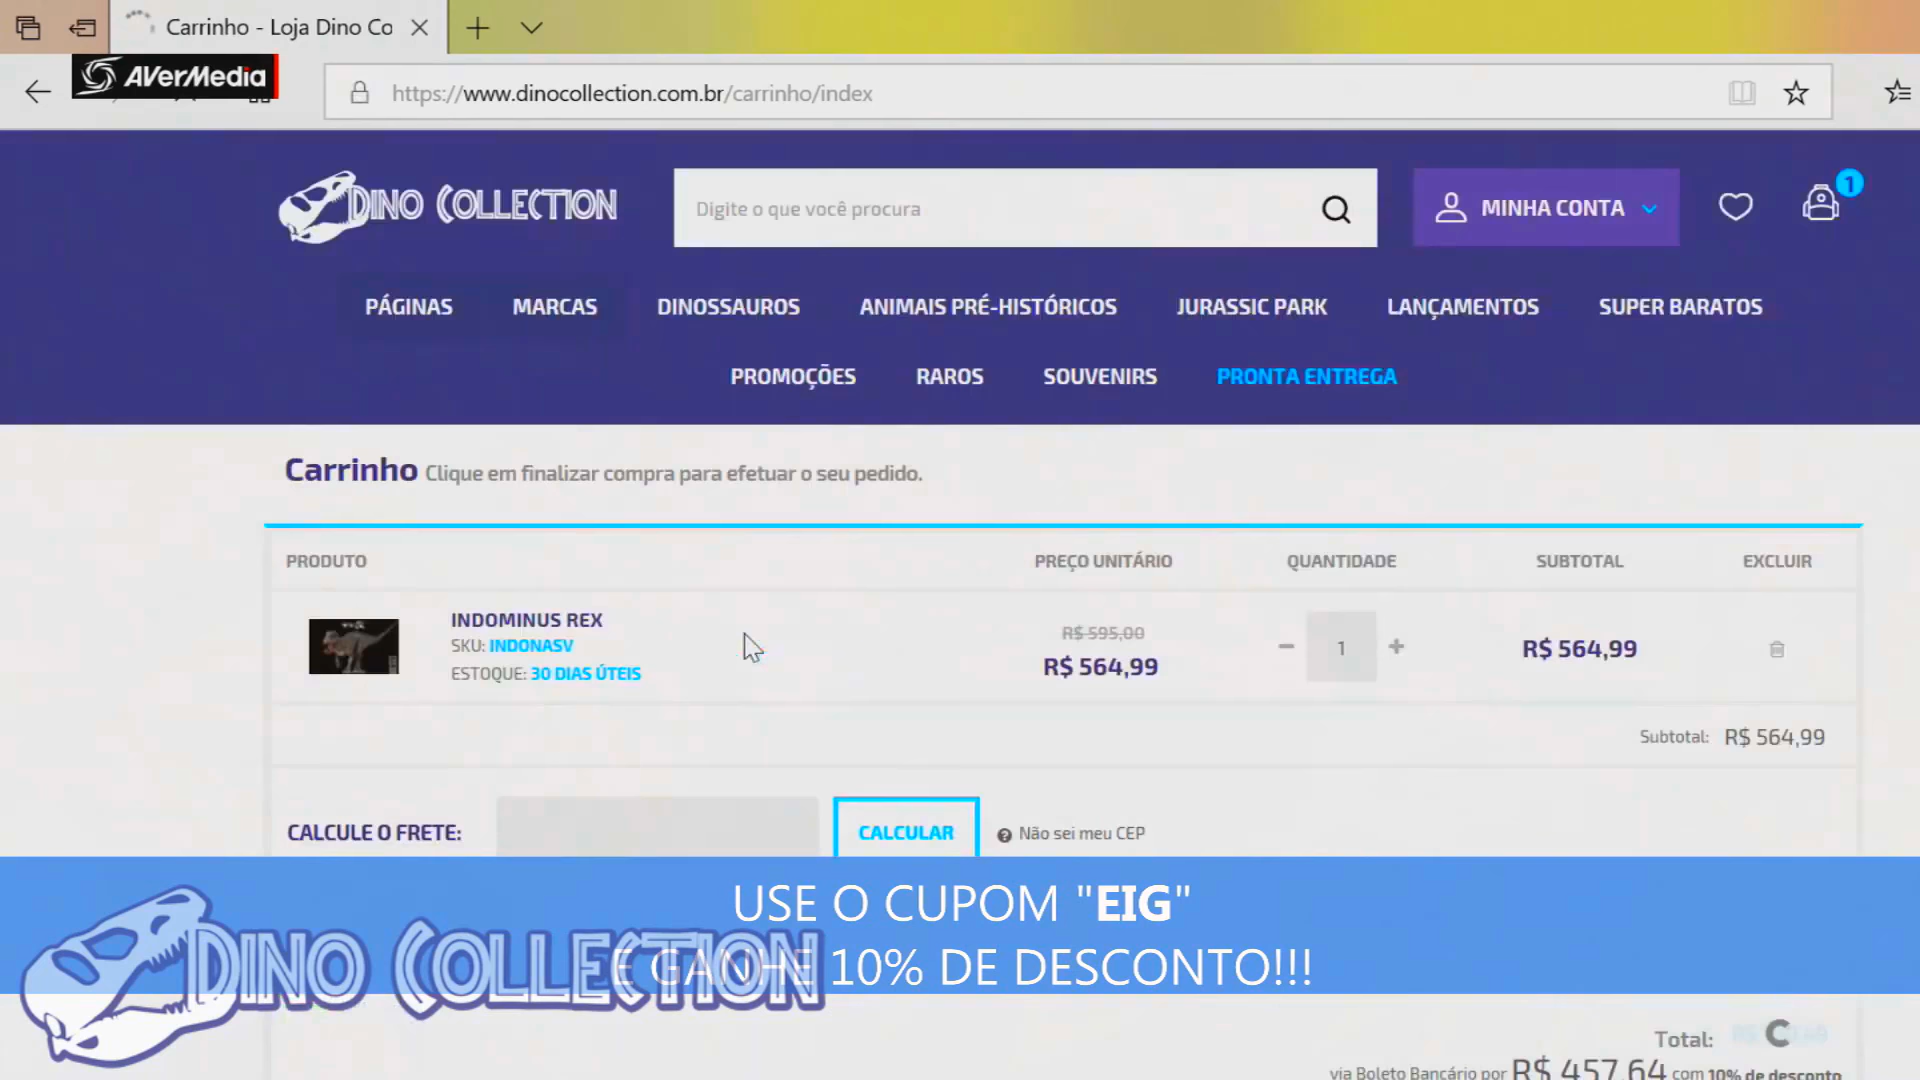 Carrinho - Loja Dino Co
AVerMedia
https://www.dinocollection.com.br/carrinho/index
DINO COLLECTION
Digite o que você procura
MINHA CONTA
1
PÁGINAS
MARCAS
DINOSSAUROS
ANIMAIS PRÉ-HISTÓRICOS
JURASSIC PARK
LANÇAMENTOS
SUPER BARATOS
PROMOÇÕES
RAROS
SOUVENIRS
PRONTA ENTREGA
Carrinho Clique em finalizar compra para efetuar o seu pedido.
PRODUTO
PREÇO UNITÁRIO
QUANTIDADE
SUBTOTAL
EXCLUIR
INDOMINUS REX
SKU: INDONASV
ESTOQUE: 30 DIAS ÚTEIS
R$ 595,00
R$ 564,99
1
R$ 564,99
Subtotal: R$ 564,99
CALCULE O FRETE:
CALCULAR
Não sei meu CEP
USE O CUPOM "EIG"
E GANHE 10% DE DESCONTO!!!
DINO COLLECTION
Total:
via Boleto Bancário por R$ 457,64 com 10% de desconto